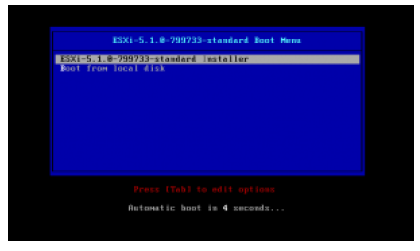 ESXi-5.1.0-799733-standard Boot Menu
ESXi-5.1.0-799733-standard Installer
Boot from local disk
Press [Tab] to edit options
Automatic boot in 4 seconds...